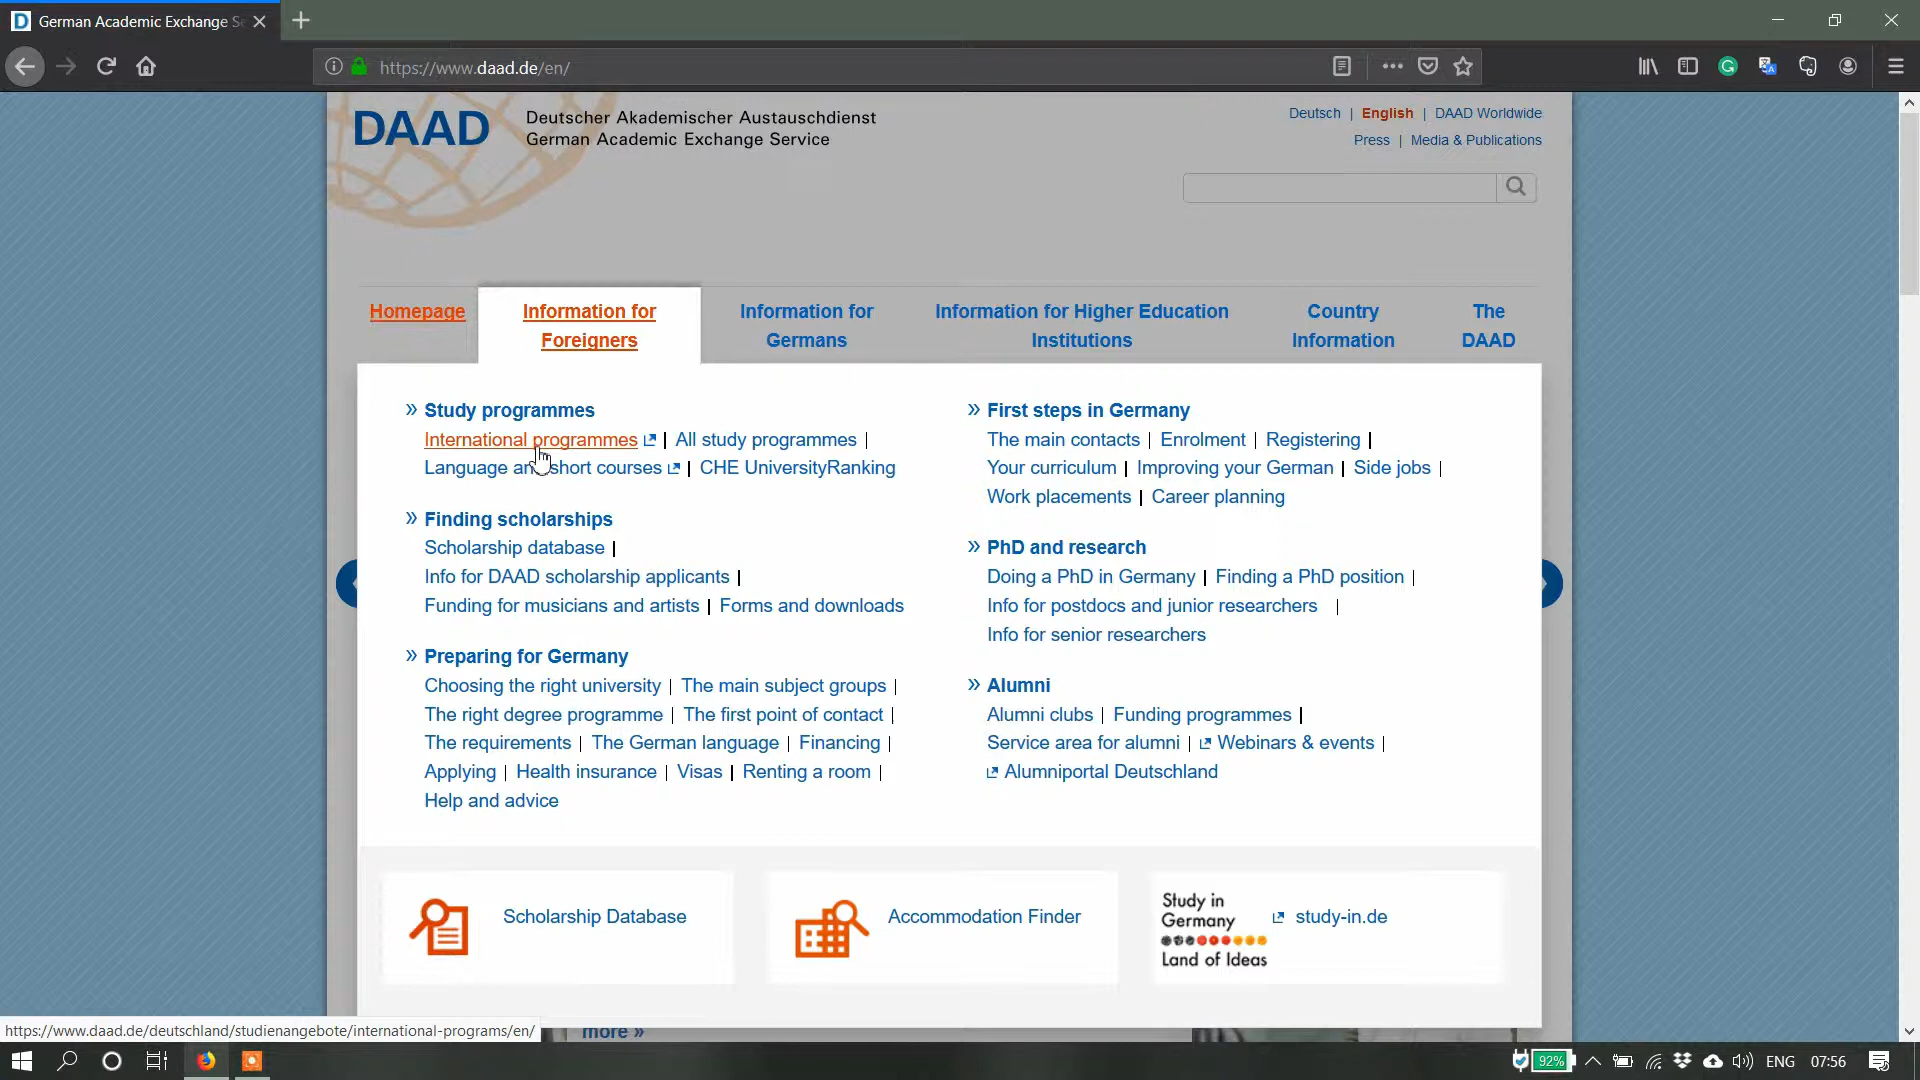 German Academic Exchange Se
https://www.daad.de/en/
DAAD
Deutscher Akademischer Austauschdienst
German Academic Exchange Service
Deutsch | English | DAAD Worldwide
Press | Media & Publications
Homepage
Information for
Foreigners
Information for
Germans
Information for Higher Education
Institutions
Country
Information
The
DAAD
» Study programmes
International programmes | All study programmes |
Language and short courses | CHE UniversityRanking
» Finding scholarships
Scholarship database |
Info for DAAD scholarship applicants |
Funding for musicians and artists | Forms and downloads
» Preparing for Germany
Choosing the right university | The main subject groups |
The right degree programme | The first point of contact |
The requirements | The German language | Financing |
Applying | Health insurance | Visas | Renting a room |
Help and advice
» First steps in Germany
The main contacts | Enrolment | Registering |
Your curriculum | Improving your German | Side jobs |
Work placements | Career planning
» PhD and research
Doing a PhD in Germany | Finding a PhD position |
Info for postdocs and junior researchers |
Info for senior researchers
» Alumni
Alumni clubs | Funding programmes |
Service area for alumni | Webinars & events |
Alumniportal Deutschland
Scholarship Database
Accommodation Finder
Study in
Germany
Land of Ideas
study-in.de
more »
https://www.daad.de/deutschland/studienangebote/international-programs/en/
92%
ENG
07:56